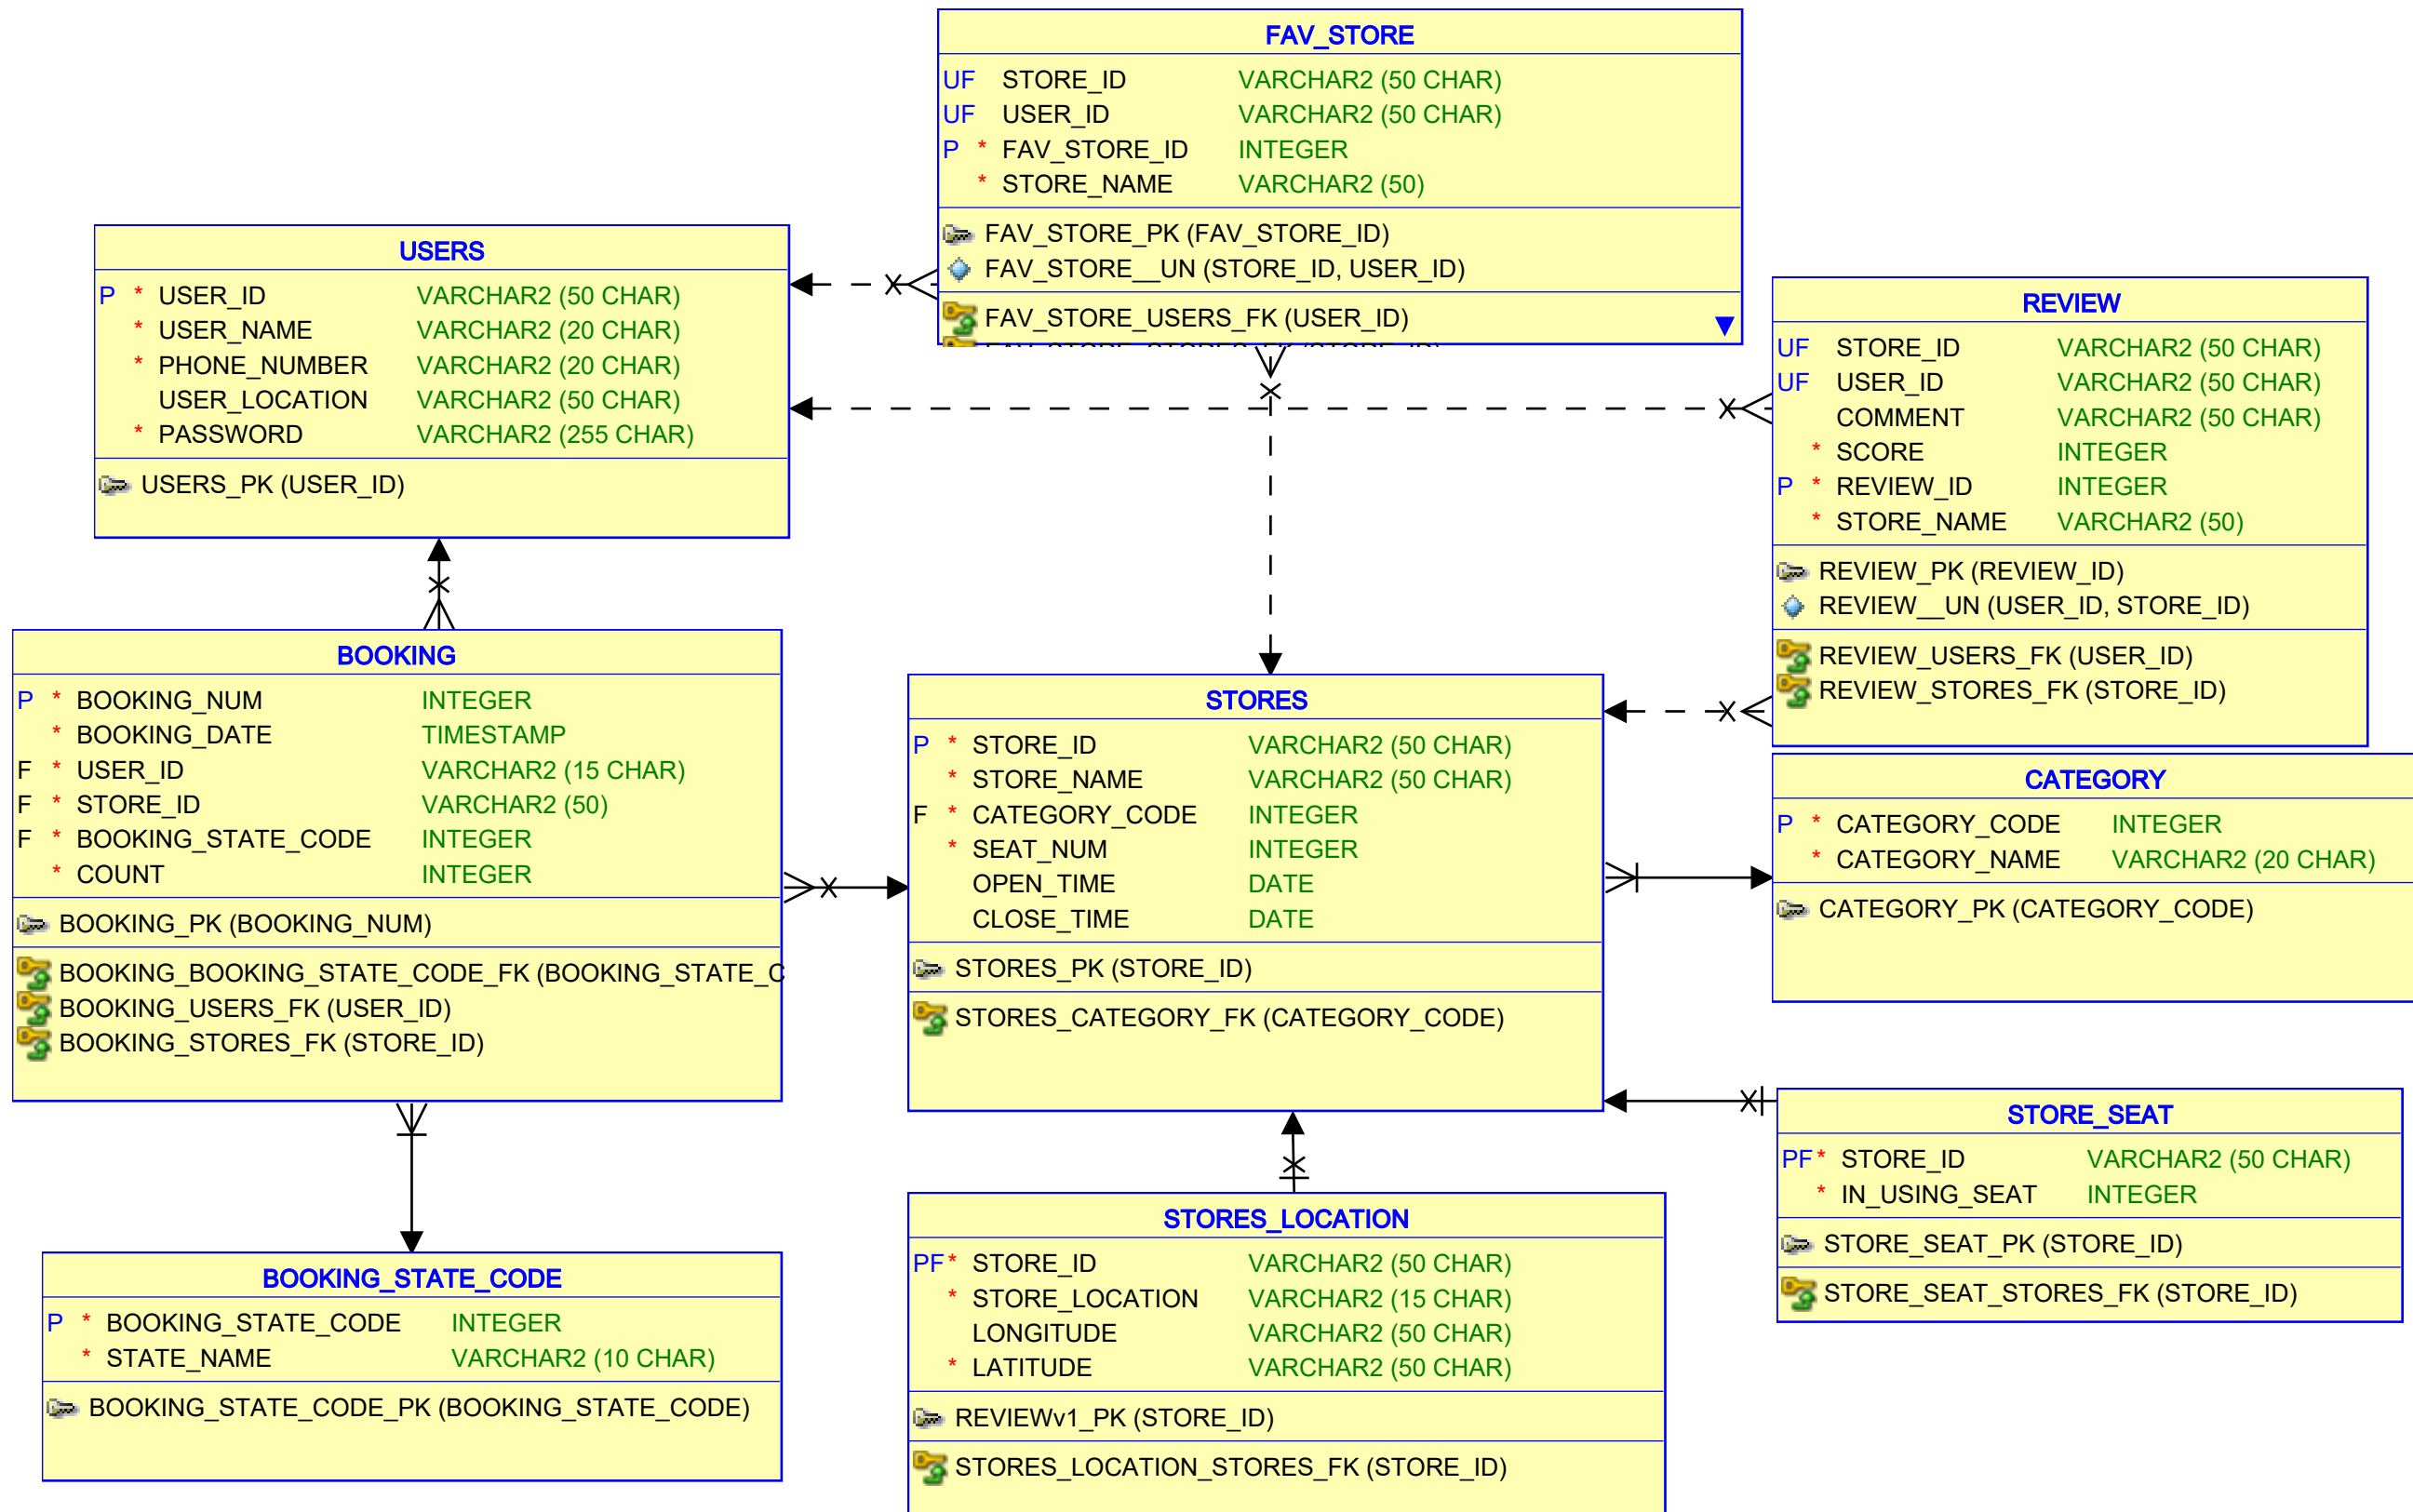 FAV_STORE
UF STORE_ID VARCHAR2 (50 CHAR)
UF USER_ID VARCHAR2 (50 CHAR)
P * FAV_STORE_ID INTEGER
* STORE_NAME VARCHAR2 (50)
FAV_STORE_PK (FAV_STORE_ID)
FAV_STORE__UN (STORE_ID, USER_ID)
FAV_STORE_USERS_FK (USER_ID)
USERS
P * USER_ID VARCHAR2 (50 CHAR)
* USER_NAME VARCHAR2 (20 CHAR)
* PHONE_NUMBER VARCHAR2 (20 CHAR)
USER_LOCATION VARCHAR2 (50 CHAR)
* PASSWORD VARCHAR2 (255 CHAR)
USERS_PK (USER_ID)
REVIEW
UF STORE_ID VARCHAR2 (50 CHAR)
UF USER_ID VARCHAR2 (50 CHAR)
COMMENT VARCHAR2 (50 CHAR)
* SCORE INTEGER
P * REVIEW_ID INTEGER
* STORE_NAME VARCHAR2 (50)
REVIEW_PK (REVIEW_ID)
REVIEW__UN (USER_ID, STORE_ID)
REVIEW_USERS_FK (USER_ID)
REVIEW_STORES_FK (STORE_ID)
BOOKING
P * BOOKING_NUM INTEGER
* BOOKING_DATE TIMESTAMP
F * USER_ID VARCHAR2 (15 CHAR)
F * STORE_ID VARCHAR2 (50)
F * BOOKING_STATE_CODE INTEGER
* COUNT INTEGER
BOOKING_PK (BOOKING_NUM)
BOOKING_BOOKING_STATE_CODE_FK (BOOKING_STATE_C
BOOKING_USERS_FK (USER_ID)
BOOKING_STORES_FK (STORE_ID)
STORES
P * STORE_ID VARCHAR2 (50 CHAR)
* STORE_NAME VARCHAR2 (50 CHAR)
F * CATEGORY_CODE INTEGER
* SEAT_NUM INTEGER
OPEN_TIME DATE
CLOSE_TIME DATE
STORES_PK (STORE_ID)
STORES_CATEGORY_FK (CATEGORY_CODE)
CATEGORY
P * CATEGORY_CODE INTEGER
* CATEGORY_NAME VARCHAR2 (20 CHAR)
CATEGORY_PK (CATEGORY_CODE)
STORE_SEAT
PF * STORE_ID VARCHAR2 (50 CHAR)
* IN_USING_SEAT INTEGER
STORE_SEAT_PK (STORE_ID)
STORE_SEAT_STORES_FK (STORE_ID)
STORES_LOCATION
PF * STORE_ID VARCHAR2 (50 CHAR)
* STORE_LOCATION VARCHAR2 (15 CHAR)
LONGITUDE VARCHAR2 (50 CHAR)
* LATITUDE VARCHAR2 (50 CHAR)
REVIEWv1_PK (STORE_ID)
STORES_LOCATION_STORES_FK (STORE_ID)
BOOKING_STATE_CODE
P * BOOKING_STATE_CODE INTEGER
* STATE_NAME VARCHAR2 (10 CHAR)
BOOKING_STATE_CODE_PK (BOOKING_STATE_CODE)